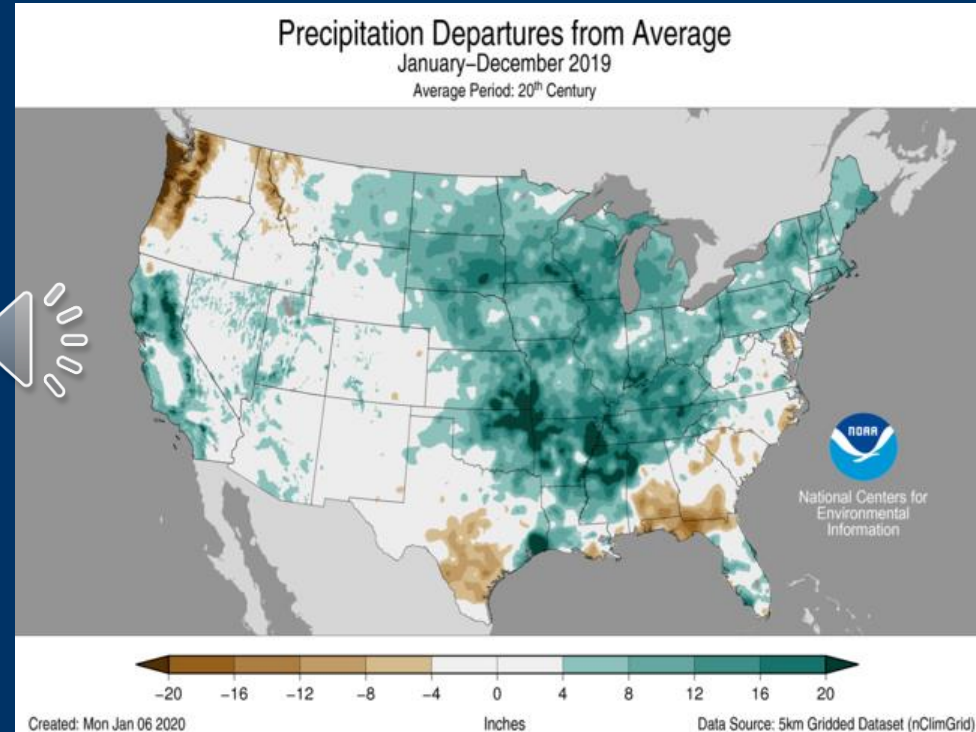 Precipitation Departures from Average
January–December 2019
Average Period: 20th Century
NOAA
National Centers for
Environmental
Information
−20 −16 −12 −8 −4 0 4 8 12 16 20
Created: Mon Jan 06 2020 Inches Data Source: 5km Gridded Dataset (nClimGrid)